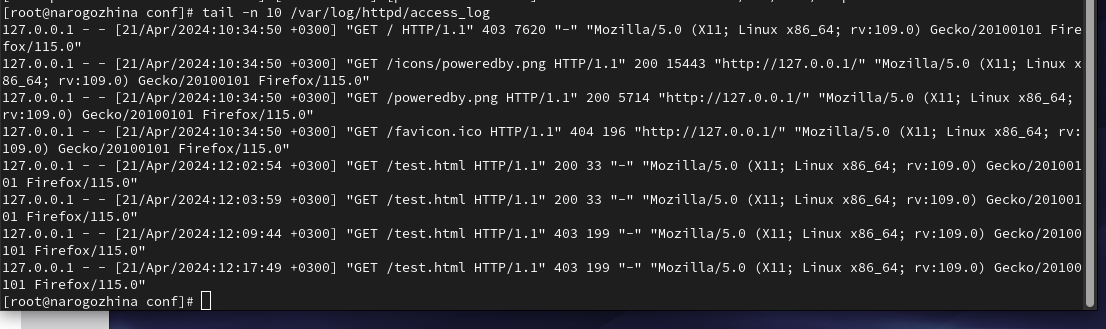 [root@narogozhina conf]# tail -n 10 /var/log/httpd/access_log
127.0.0.1 - - [21/Apr/2024:10:34:50 +0300] "GET / HTTP/1.1" 403 7620 "-" "Mozilla/5.0 (X11; Linux x86_64; rv:109.0) Gecko/20100101 Fire
fox/115.0"
127.0.0.1 - - [21/Apr/2024:10:34:50 +0300] "GET /icons/poweredby.png HTTP/1.1" 200 15443 "http://127.0.0.1/" "Mozilla/5.0 (X11; Linux x
86_64; rv:109.0) Gecko/20100101 Firefox/115.0"
127.0.0.1 - - [21/Apr/2024:10:34:50 +0300] "GET /poweredby.png HTTP/1.1" 200 5714 "http://127.0.0.1/" "Mozilla/5.0 (X11; Linux x86_64;
rv:109.0) Gecko/20100101 Firefox/115.0"
127.0.0.1 - - [21/Apr/2024:10:34:50 +0300] "GET /favicon.ico HTTP/1.1" 404 196 "http://127.0.0.1/" "Mozilla/5.0 (X11; Linux x86_64; rv:
109.0) Gecko/20100101 Firefox/115.0"
127.0.0.1 - - [21/Apr/2024:12:02:54 +0300] "GET /test.html HTTP/1.1" 200 33 "-" "Mozilla/5.0 (X11; Linux x86_64; rv:109.0) Gecko/201001
01 Firefox/115.0"
127.0.0.1 - - [21/Apr/2024:12:03:59 +0300] "GET /test.html HTTP/1.1" 200 33 "-" "Mozilla/5.0 (X11; Linux x86_64; rv:109.0) Gecko/201001
01 Firefox/115.0"
127.0.0.1 - - [21/Apr/2024:12:09:44 +0300] "GET /test.html HTTP/1.1" 403 199 "-" "Mozilla/5.0 (X11; Linux x86_64; rv:109.0) Gecko/20100
101 Firefox/115.0"
127.0.0.1 - - [21/Apr/2024:12:17:49 +0300] "GET /test.html HTTP/1.1" 403 199 "-" "Mozilla/5.0 (X11; Linux x86_64; rv:109.0) Gecko/20100
101 Firefox/115.0"
[root@narogozhina conf]#